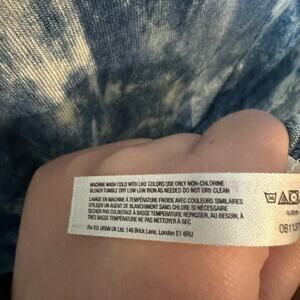 MACHINE WASH COLD WITH LIKE COLORS USE ONLY NON-CHLORINE
BLEACH TUMBLE DRY LOW LOW IRON AS NEEDED DO NOT DRY CLEAN
LAVAGE EN MACHINE À TEMPÉRATURE FROIDE AVEC COULEURS SIMILAIRES
UTILISER UN AGENT DE BLANCHIMENT SANS CHLORE SI NÉCESSAIRE
SÉCHER PAR CULBUTAGE À BASSE TEMPÉRATURE REPASSER, AU BESOIN, À
TRÈS BASSE TEMPÉRATURE NE PAS NETTOYER À SEC
For EU: URBN UK Ltd. 146 Brick Lane, London E1 6RU